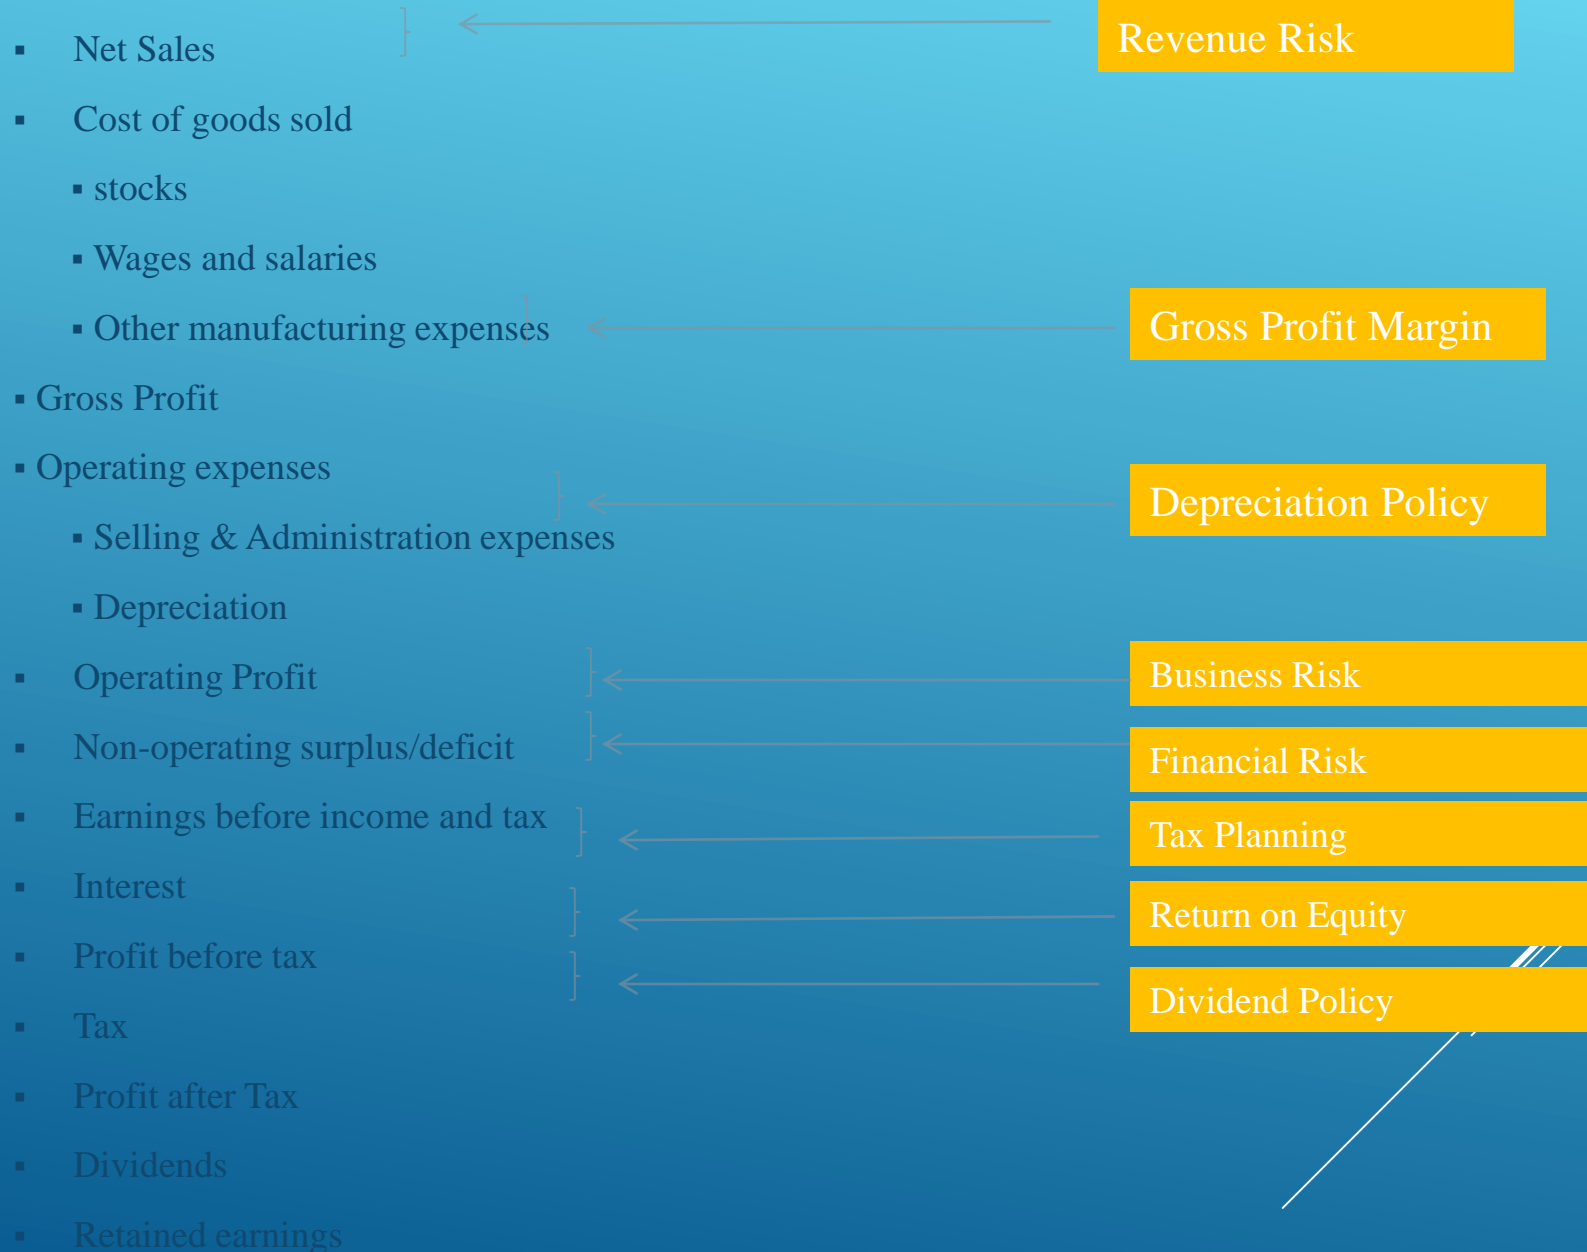 Revenue Risk
▪ Net Sales
▪ Cost of goods sold
▪ stocks
▪ Wages and salaries
▪ Other manufacturing expenses
Gross Profit Margin
▪ Gross Profit
▪ Operating expenses
Depreciation Policy
▪ Selling & Administration expenses
▪ Depreciation
▪ Operating Profit
Business Risk
▪ Non-operating surplus/deficit
Financial Risk
▪ Earnings before income and tax
Tax Planning
▪ Interest
Return on Equity
▪ Profit before tax
Dividend Policy
▪ Tax
▪ Profit after Tax
▪ Dividends
▪ Retained earnings